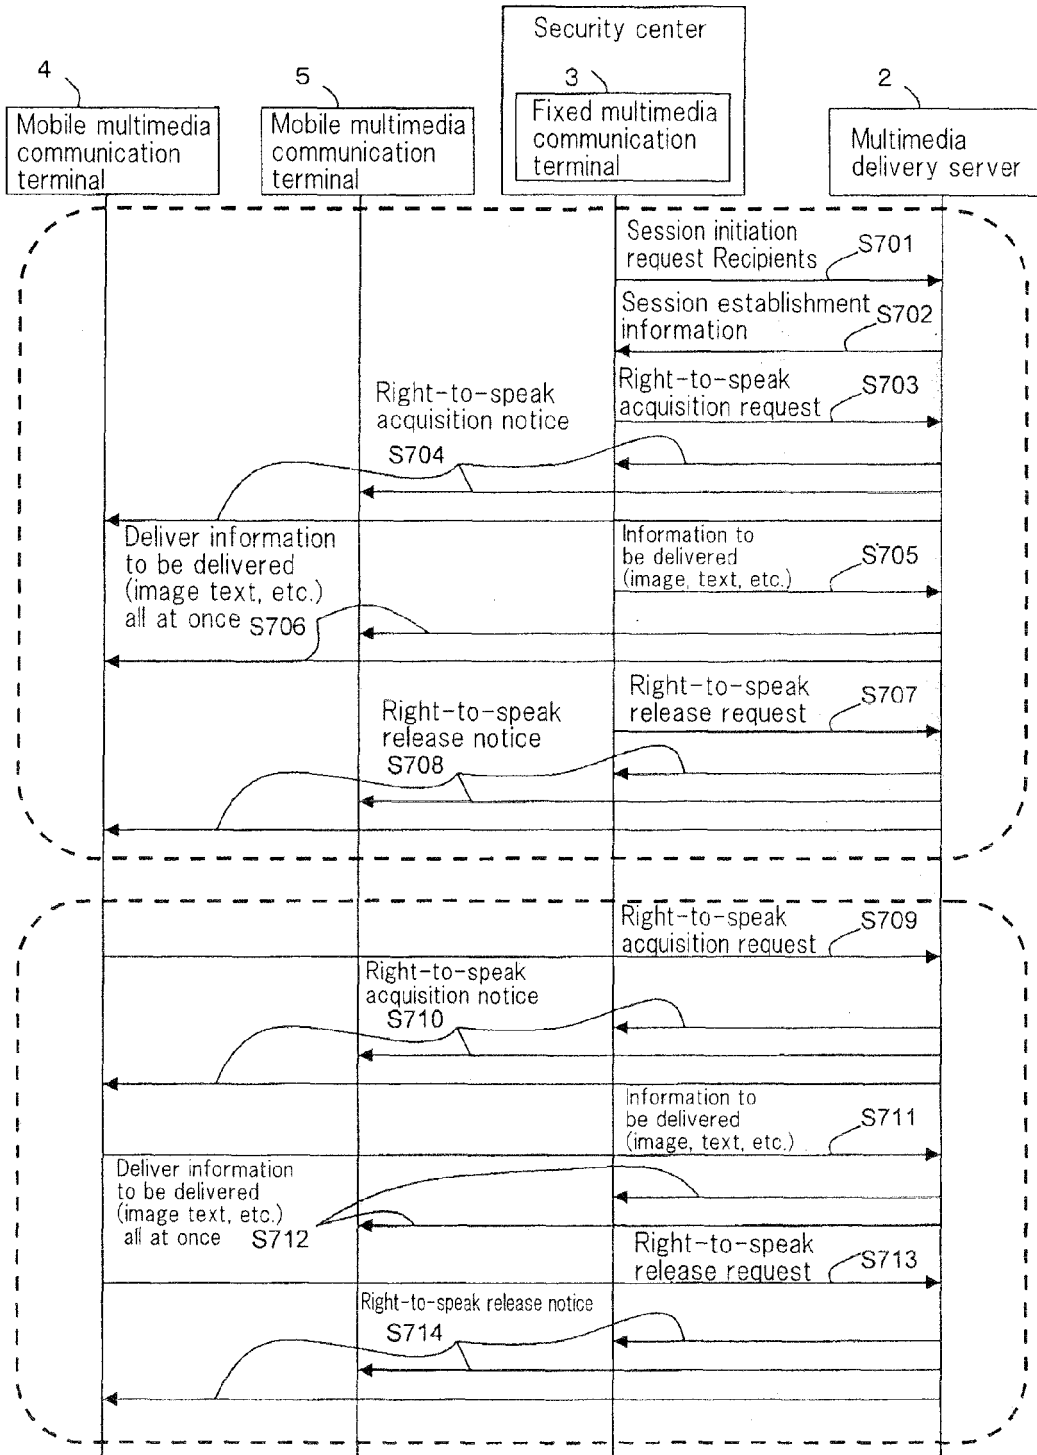 Security center
4
5
3
2
Mobile multimedia
communication
terminal
Mobile multimedia
communication
terminal
Fixed multimedia
communication
terminal
Multimedia
delivery server
Session initiation
request Recipients
S701
Session establishment
information
S702
Right-to-speak
acquisition request
S703
Right-to-speak
acquisition notice
S704
Deliver information
to be delivered
(image text, etc.)
all at once
S706
Information to
be delivered
(image, text, etc.)
S705
Right-to-speak
release request
S707
Right-to-speak
release notice
S708
Right-to-speak
acquisition request
S709
Right-to-speak
acquisition notice
S710
Information to
be delivered
(image, text, etc.)
S711
Deliver information
to be delivered
(image text, etc.)
all at once
S712
Right-to-speak
release request
S713
Right-to-speak release notice
S714